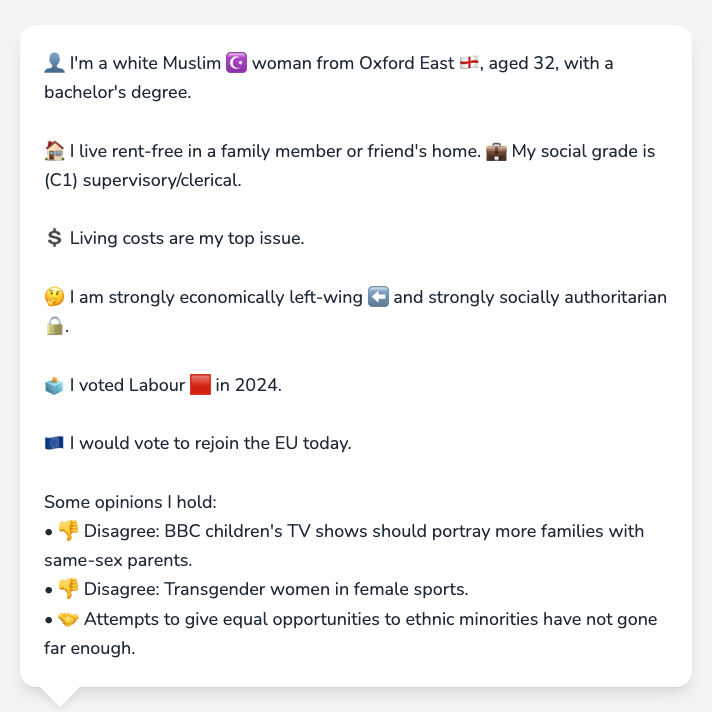 👤 I'm a white Muslim ☪️ woman from Oxford East 🏴󠁧󠁢󠁥󠁮󠁧󠁿, aged 32, with a
bachelor's degree.
🏠 I live rent-free in a family member or friend's home. 💼 My social grade is
(C1) supervisory/clerical.
💲 Living costs are my top issue.
🤔 I am strongly economically left-wing ⬅️ and strongly socially authoritarian
🔒.
🗳️ I voted Labour 🟥 in 2024.
🇪🇺 I would vote to rejoin the EU today.
Some opinions I hold:
• 👎 Disagree: BBC children's TV shows should portray more families with
same-sex parents.
• 👎 Disagree: Transgender women in female sports.
• 🤝 Attempts to give equal opportunities to ethnic minorities have not gone
far enough.